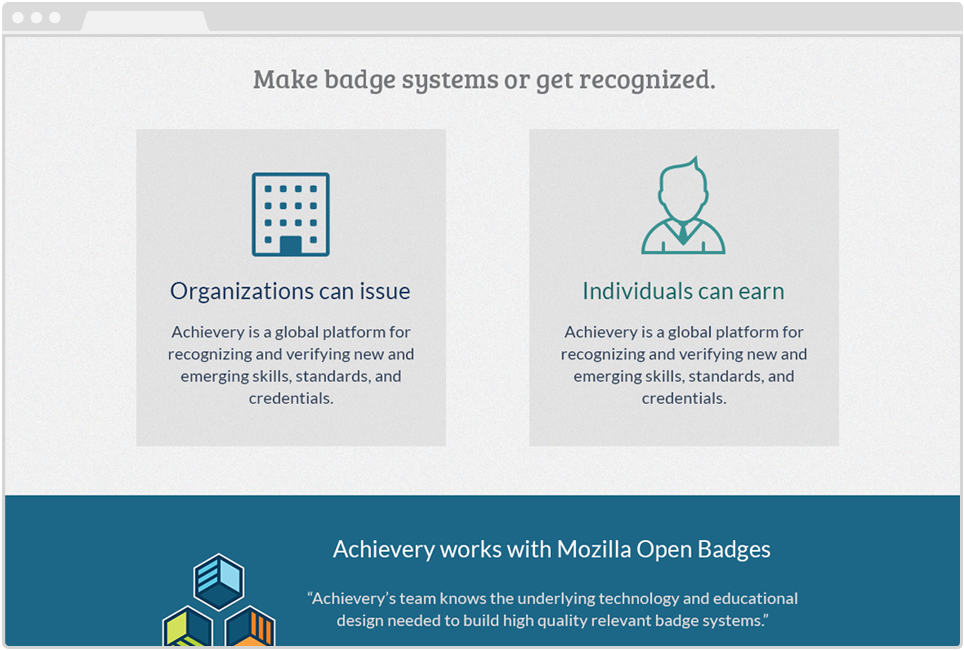 Make badge systems or get recognized.
Organizations can issue
Achievery is a global platform for
recognizing and verifying new and
emerging skills, standards, and
credentials.
Individuals can earn
Achievery is a global platform for
recognizing and verifying new and
emerging skills, standards, and
credentials.
Achievery works with Mozilla Open Badges
“Achievery’s team knows the underlying technology and educational
design needed to build high quality relevant badge systems.”